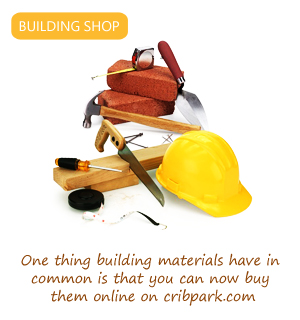 BUILDING SHOP
One thing building materials have in
common is that you can now buy
them online on cribpark.com